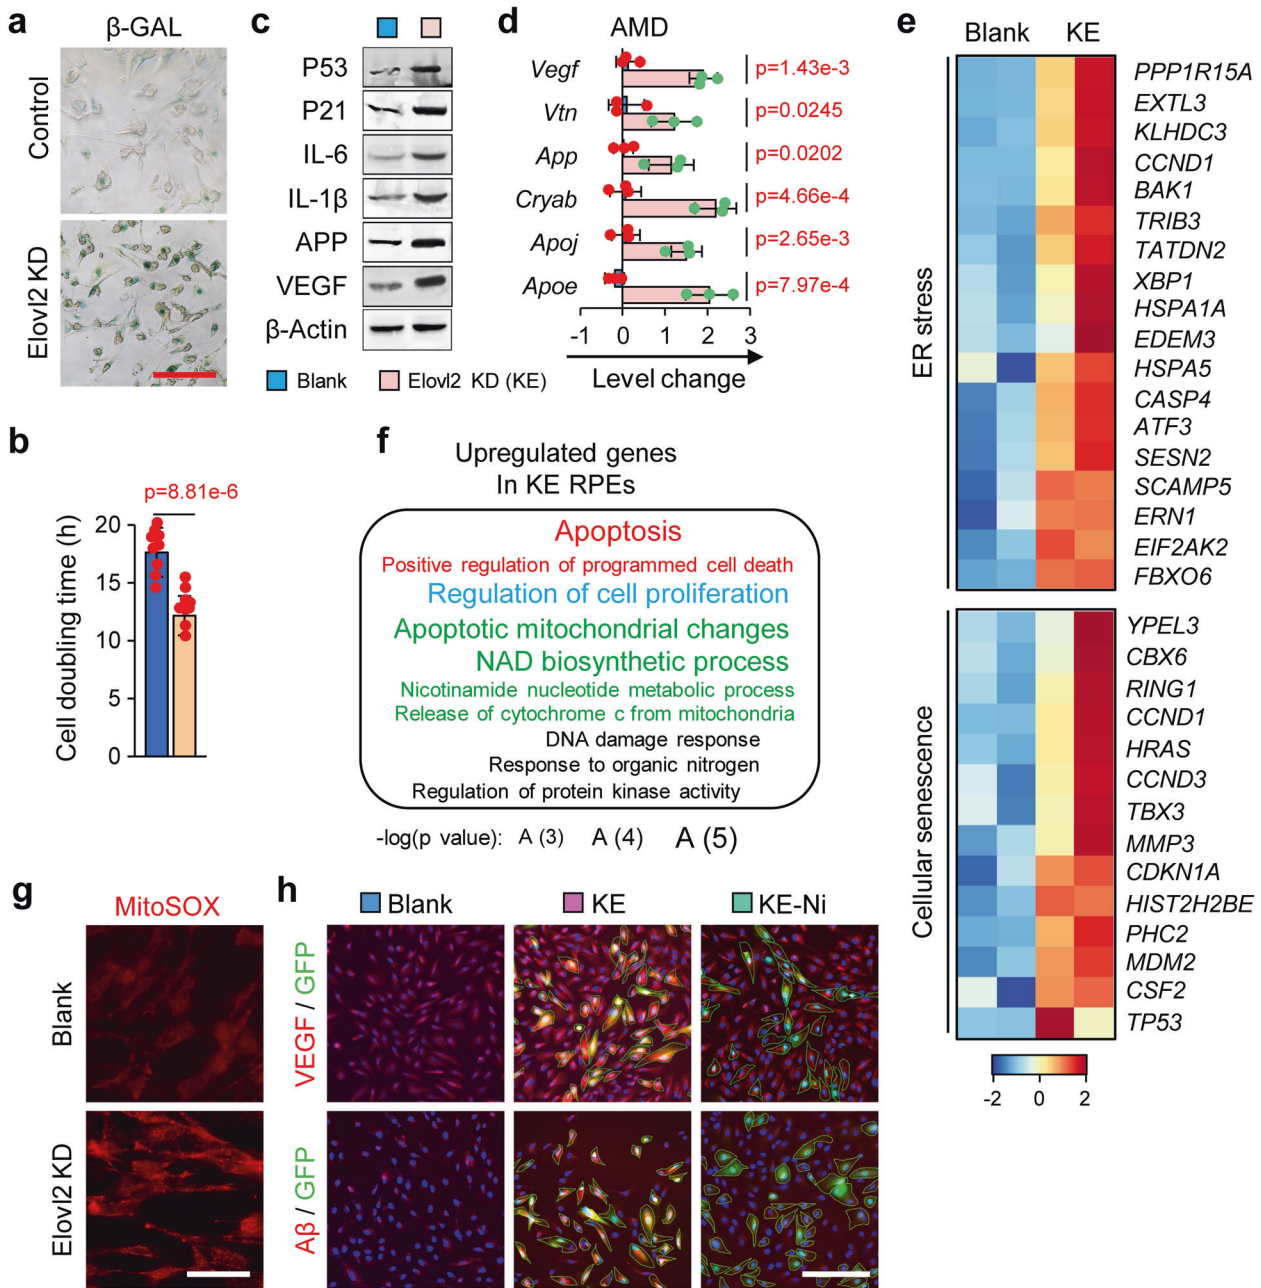 a
β-GAL
Control
Elovl2 KD
b
p=8.81e-6
Cell doubling time (h)
20
15
10
5
0
c
P53
P21
IL-6
IL-1β
APP
VEGF
β-Actin
Blank
Elovl2 KD (KE)
d
AMD
Vegf
p=1.43e-3
Vtn
p=0.0245
App
p=0.0202
Cryab
p=4.66e-4
Apoj
p=2.65e-3
Apoe
p=7.97e-4
-1 0 1 2 3
Level change
e
Blank KE
ER stress
PPP1R15A
EXTL3
KLHDC3
CCND1
BAK1
TRIB3
TATDN2
XBP1
HSPA1A
EDEM3
HSPA5
CASP4
ATF3
SESN2
SCAMP5
ERN1
EIF2AK2
FBXO6
Cellular senescence
YPEL3
CBX6
RING1
CCND1
HRAS
CCND3
TBX3
MMP3
CDKN1A
HIST2H2BE
PHC2
MDM2
CSF2
TP53
-2 0 2
f
Upregulated genes
In KE RPEs
Apoptosis
Positive regulation of programmed cell death
Regulation of cell proliferation
Apoptotic mitochondrial changes
NAD biosynthetic process
Nicotinamide nucleotide metabolic process
Release of cytochrome c from mitochondria
DNA damage response
Response to organic nitrogen
Regulation of protein kinase activity
-log(p value): A (3) A (4) A (5)
g
MitoSOX
Blank
Elovl2 KD
h
Blank KE KE-Ni
VEGF / GFP
Aβ / GFP